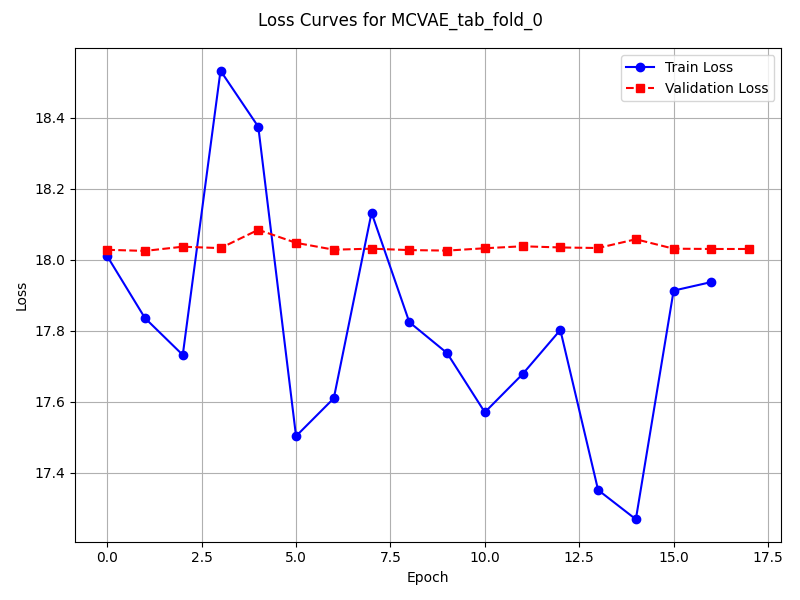 Loss Curves for MCVAE_tab_fold_0
Train Loss
Validation Loss
18.4
18.2
18.0
17.8
17.6
17.4
Loss
0.0 2.5 5.0 7.5 10.0 12.5 15.0 17.5
Epoch